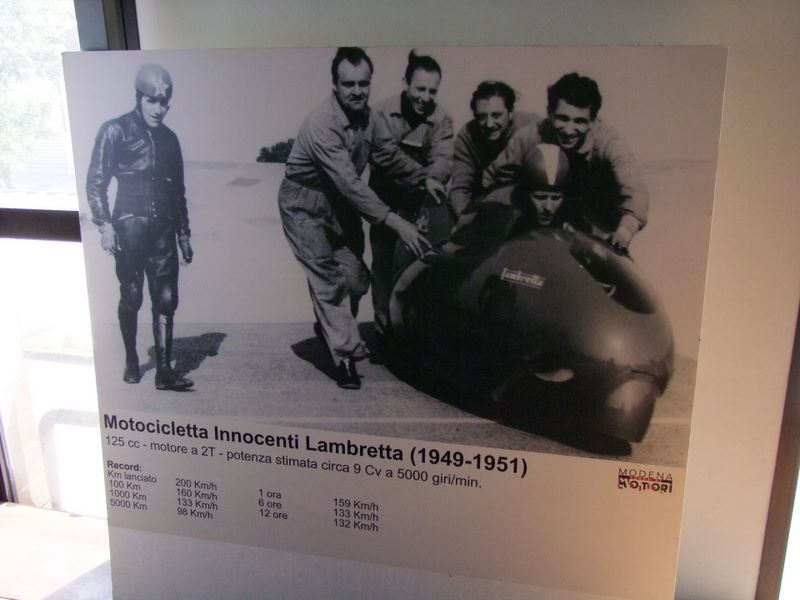 Lambretta
Motocicletta Innocenti Lambretta (1949-1951)
125 cc - motore a 2T - potenza stimata circa 9 Cv a 5000 giri/min.
Record:
Km lanciato 200 Km/h 1 ora 159 Km/h
100 Km 160 Km/h 6 ore 133 Km/h
1000 Km 133 Km/h 12 ore 132 Km/h
5000 Km 98 Km/h
MODENA
MOTORI